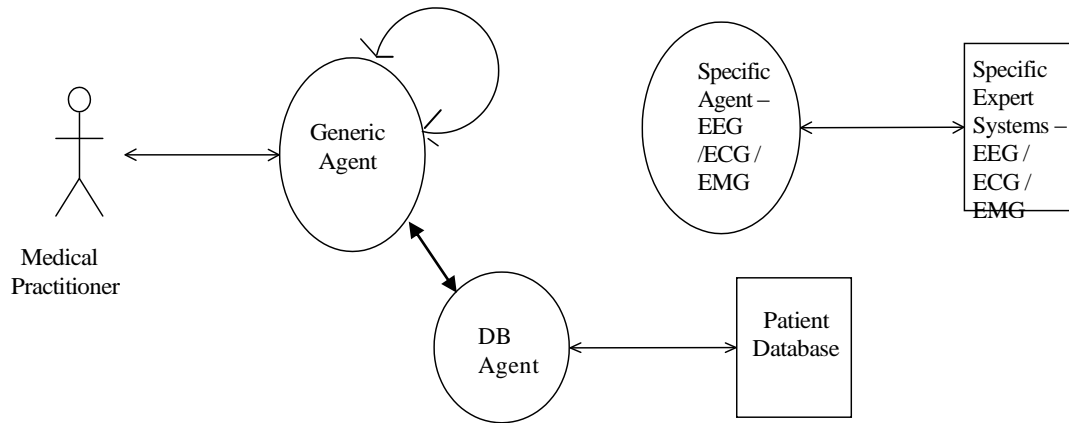 Generic
Agent
Medical
Practitioner
Specific
Agent –
EEG
/ECG /
EMG
Specific
Expert
Systems –
EEG /
ECG /
EMG
DB
Agent
Patient
Database